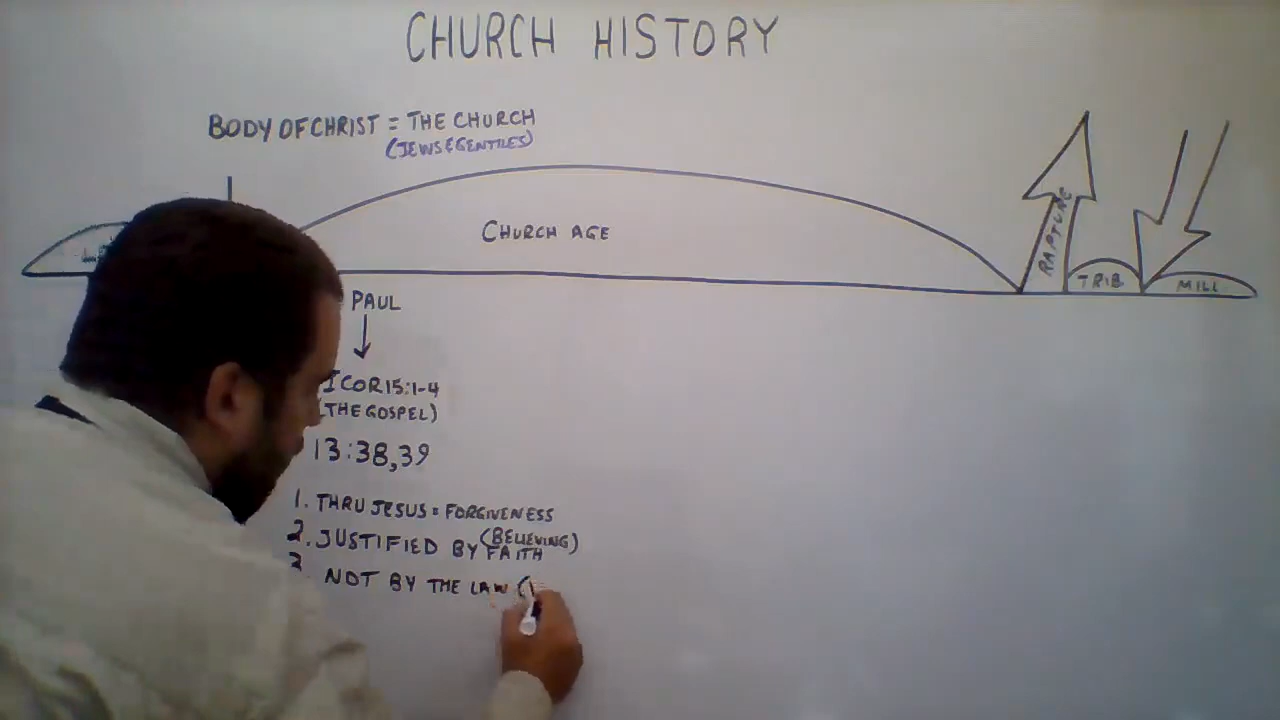 CHURCH HISTORY
BODY OF CHRIST = THE CHURCH
(JEWS & GENTILES)
CHURCH AGE
RAPTURE
TRIB
MILL
PAUL
I COR 15:1-4
(THE GOSPEL)
13:38,39
1. THRU JESUS = FORGIVENESS
2. JUSTIFIED BY FAITH
(BELIEVING)
3. NOT BY THE LAW (